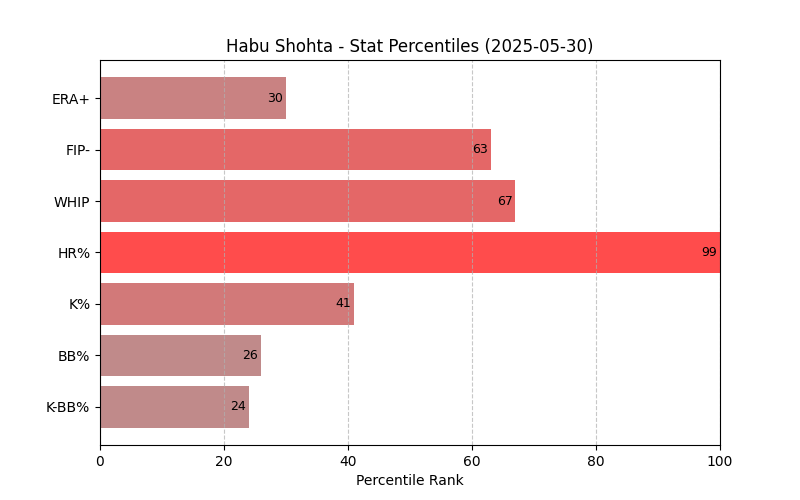 Habu Shohta - Stat Percentiles (2025-05-30)
ERA+ 30
FIP- 63
WHIP 67
HR% 99
K% 41
BB% 26
K-BB% 24
0 20 40 60 80 100
Percentile Rank